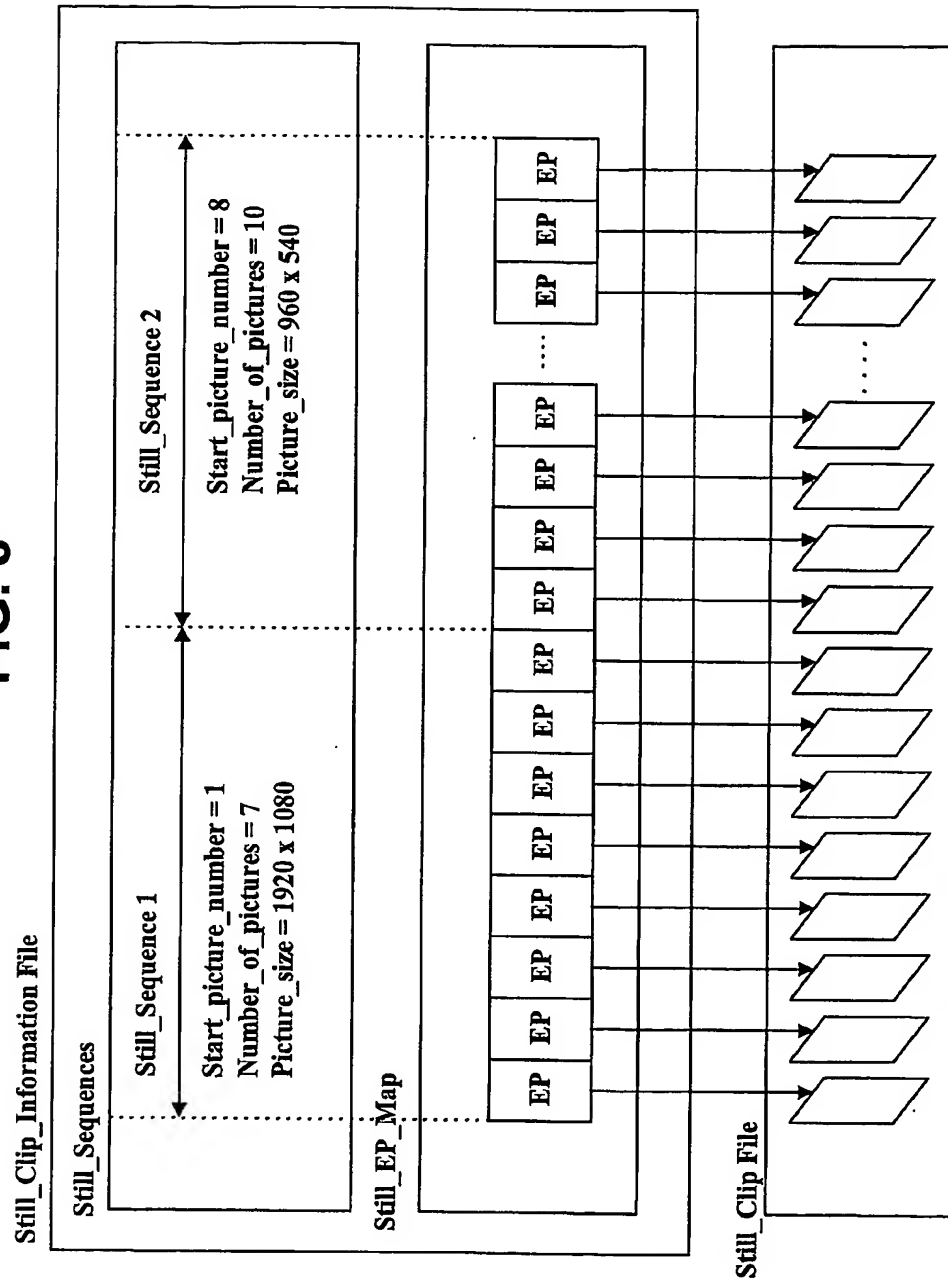 FIG.
Still_Clip_Information File
Still_Sequences
Still_Sequence 1
Still_Sequence 2
Start_picture_number = 1
Number_of_pictures = 7
Picture_size = 1920 x 1080
Start_picture_number = 8
Number_of_pictures = 10
Picture_size = 960 x 540
Still_EP_Map
EP EP EP EP EP EP EP EP EP EP EP EP ..... EP EP EP
Still_Clip File
.....